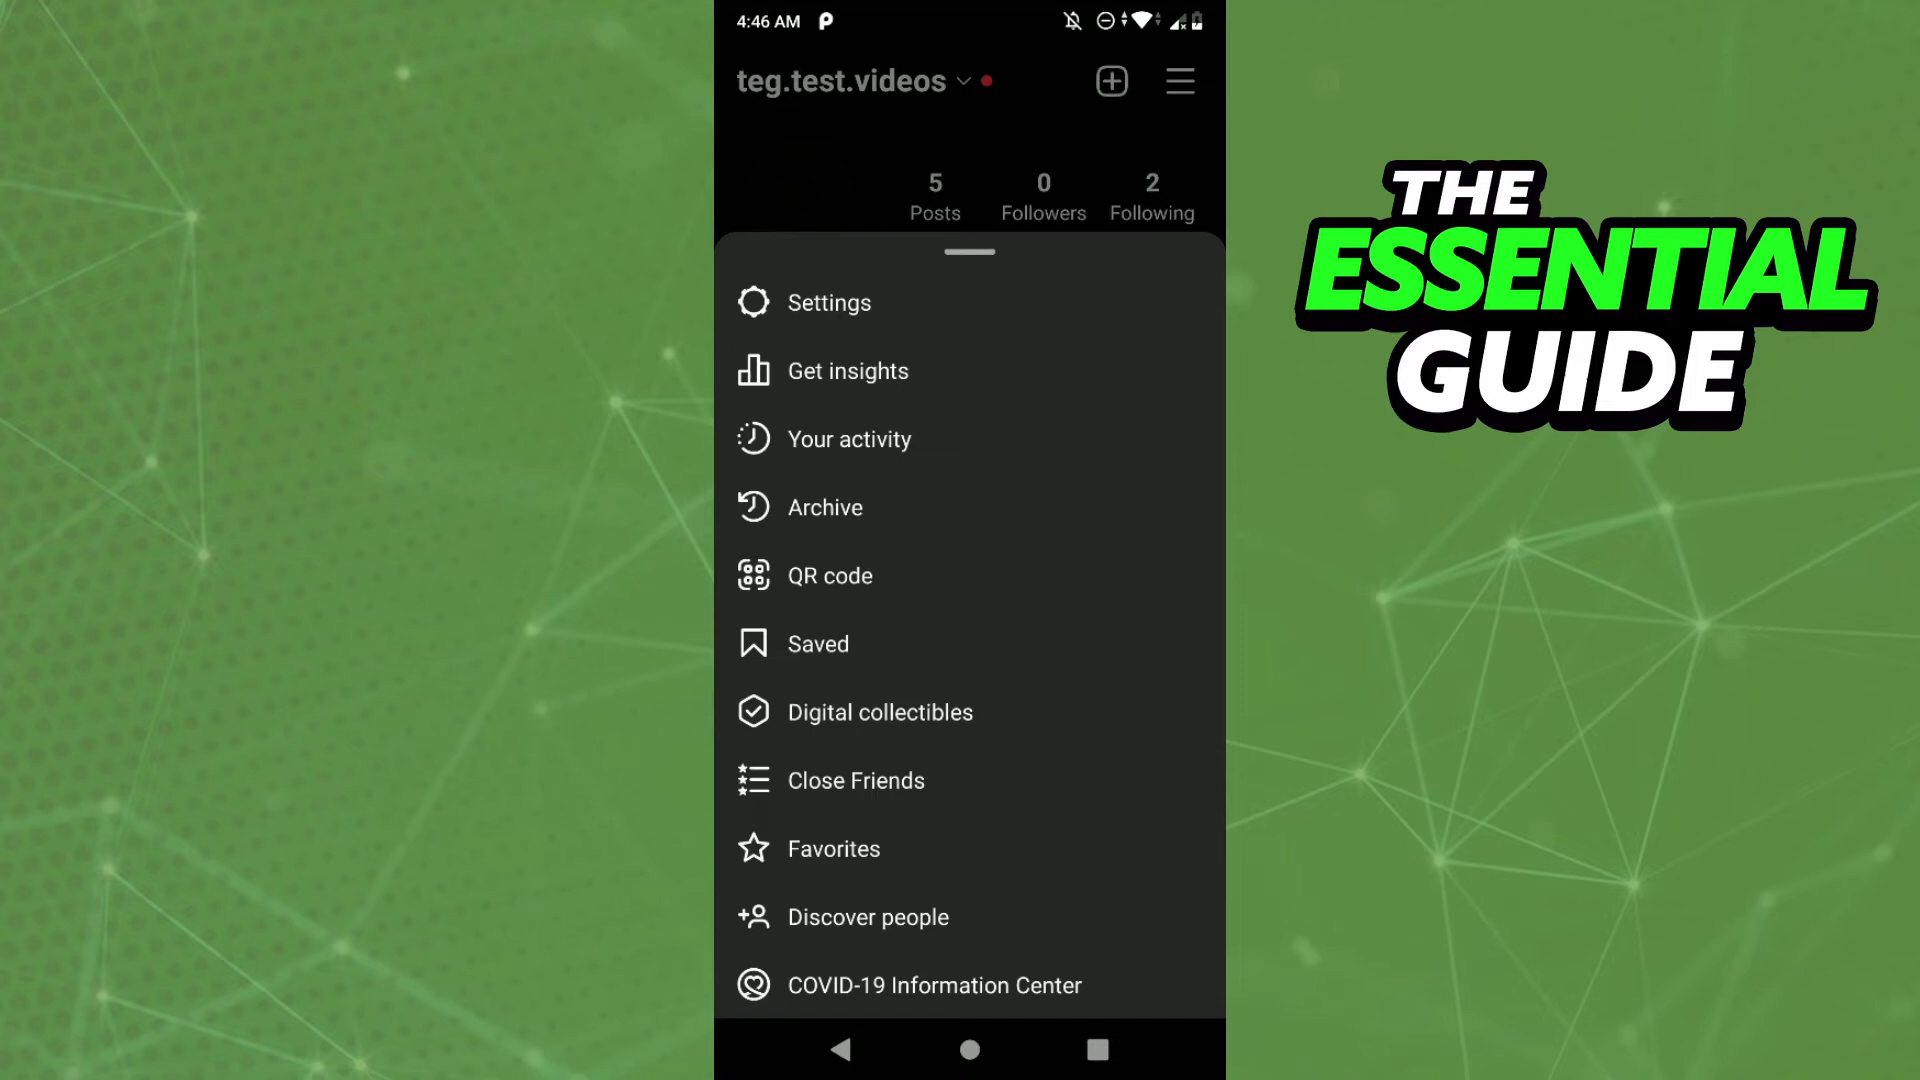 4:46 AM
teg.test.videos
5
0
2
Posts
Followers
Following
Settings
Get insights
Your activity
Archive
QR code
Saved
Digital collectibles
Close Friends
Favorites
Discover people
COVID-19 Information Center
THE
ESSENTIAL
GUIDE